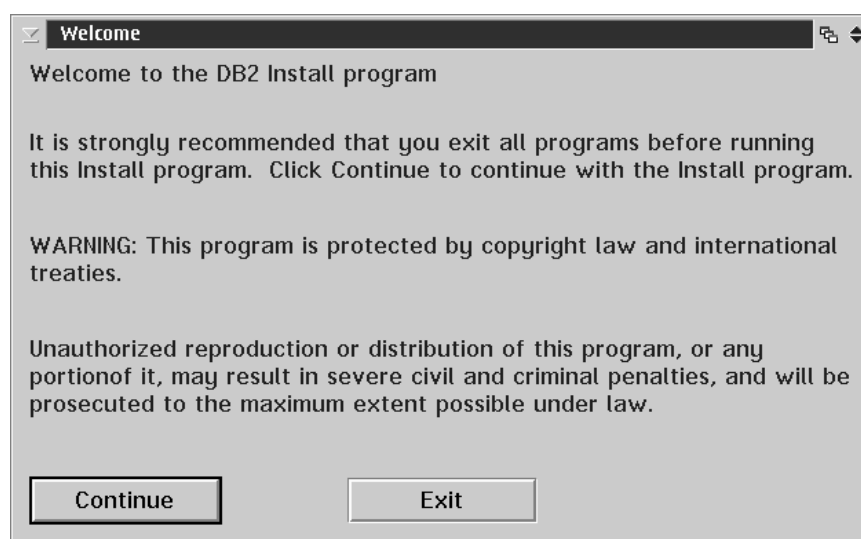 Welcome
Welcome to the DB2 Install program
It is strongly recommended that you exit all programs before running
this Install program.  Click Continue to continue with the Install program.
WARNING: This program is protected by copyright law and international
treaties.
Unauthorized reproduction or distribution of this program, or any
portionof it, may result in severe civil and criminal penalties, and will be
prosecuted to the maximum extent possible under law.
Continue
Exit